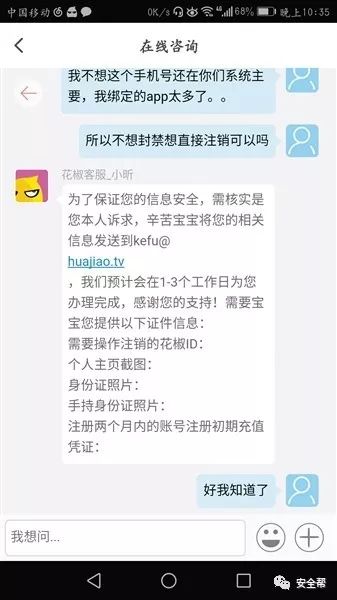 中国移动 0K/s 4G 68% 晚上10:35
在线咨询
我不想这个手机号还在你们系统主
要，我绑定的app太多了。。
所以不想封禁想直接注销可以吗
花椒客服_小昕
为了保证您的信息安全，需核实是
您本人诉求，辛苦宝宝将您的相关
信息发送到kefu@
huajiao.tv
，我们预计会在1-3个工作日为您
办理完成，感谢您的支持！需要宝
宝您提供以下证件信息：
需要操作注销的花椒ID：
个人主页截图：
身份证照片：
手持身份证照片：
注册两个月内的账号注册初期充值
凭证：
好我知道了
我想问...
安全帮